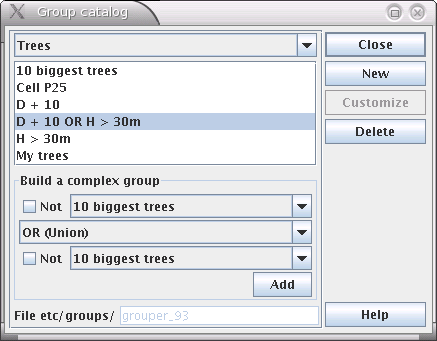 Group catalog
Trees
Close
10 biggest trees
Cell P25
D + 10
D + 10 OR H > 30m
H > 30m
My trees
New
Customize
Delete
Build a complex group
Not 10 biggest trees
OR (Union)
Not 10 biggest trees
Add
File etc/groups/ grouper_93
Help